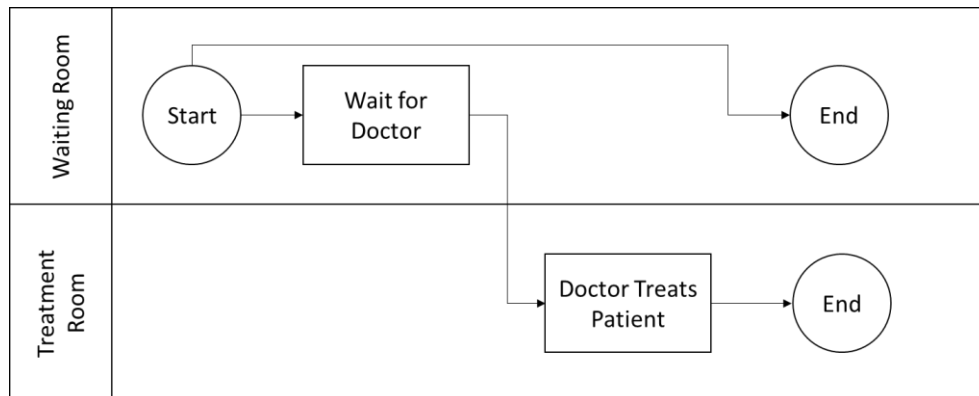 Waiting Room
Start
Wait for
Doctor
End
Treatment
Room
Doctor Treats
Patient
End